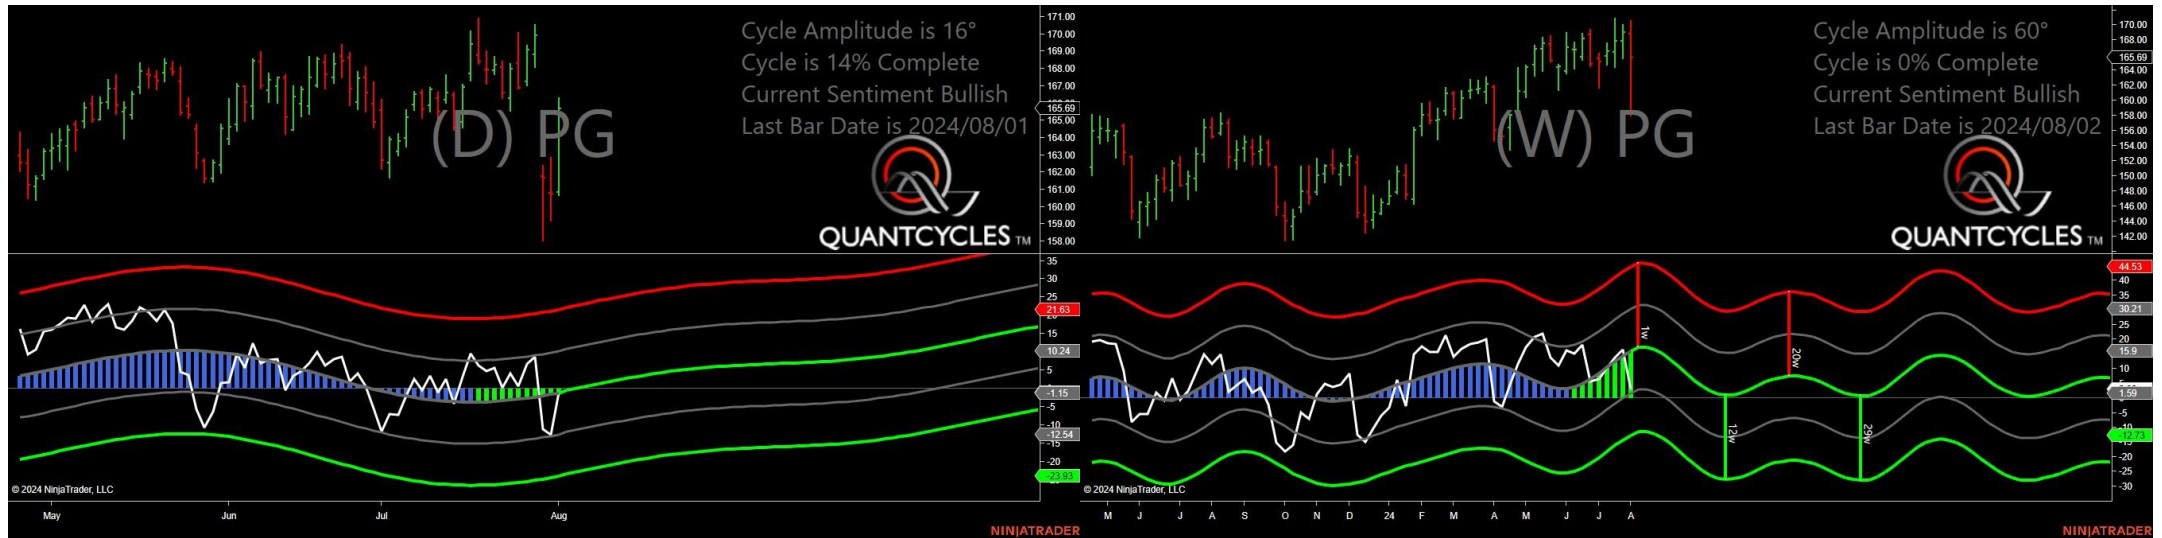 Cycle Amplitude is 16°
Cycle is 14% Complete
Current Sentiment Bullish
Last Bar Date is 2024/08/01
(D) PG
QUANTCYCLES TM
171.00
170.00
169.00
168.00
167.00
165.69
165.00
164.00
163.00
162.00
161.00
160.00
159.00
158.00
35
30
25
21.63
15
10.24
5
-1.15
-5
-10
-12.54
-15
-20
-23.93
© 2024 NinjaTrader, LLC
May
Jun
Jul
Aug
NINJATRADER
Cycle Amplitude is 60°
Cycle is 0% Complete
Current Sentiment Bullish
Last Bar Date is 2024/08/02
(W) PG
QUANTCYCLES TM
170.00
168.00
165.69
164.00
162.00
160.00
158.00
156.00
154.00
152.00
150.00
148.00
146.00
144.00
142.00
44.53
40
35
30.21
25
20
15.9
10
1.59
-5
-12.73
-20
-25
-30
1w
20w
12w
29w
© 2024 NinjaTrader, LLC
M
J
J
A
S
O
N
D
24
F
M
A
M
J
J
A
NINJATRADER